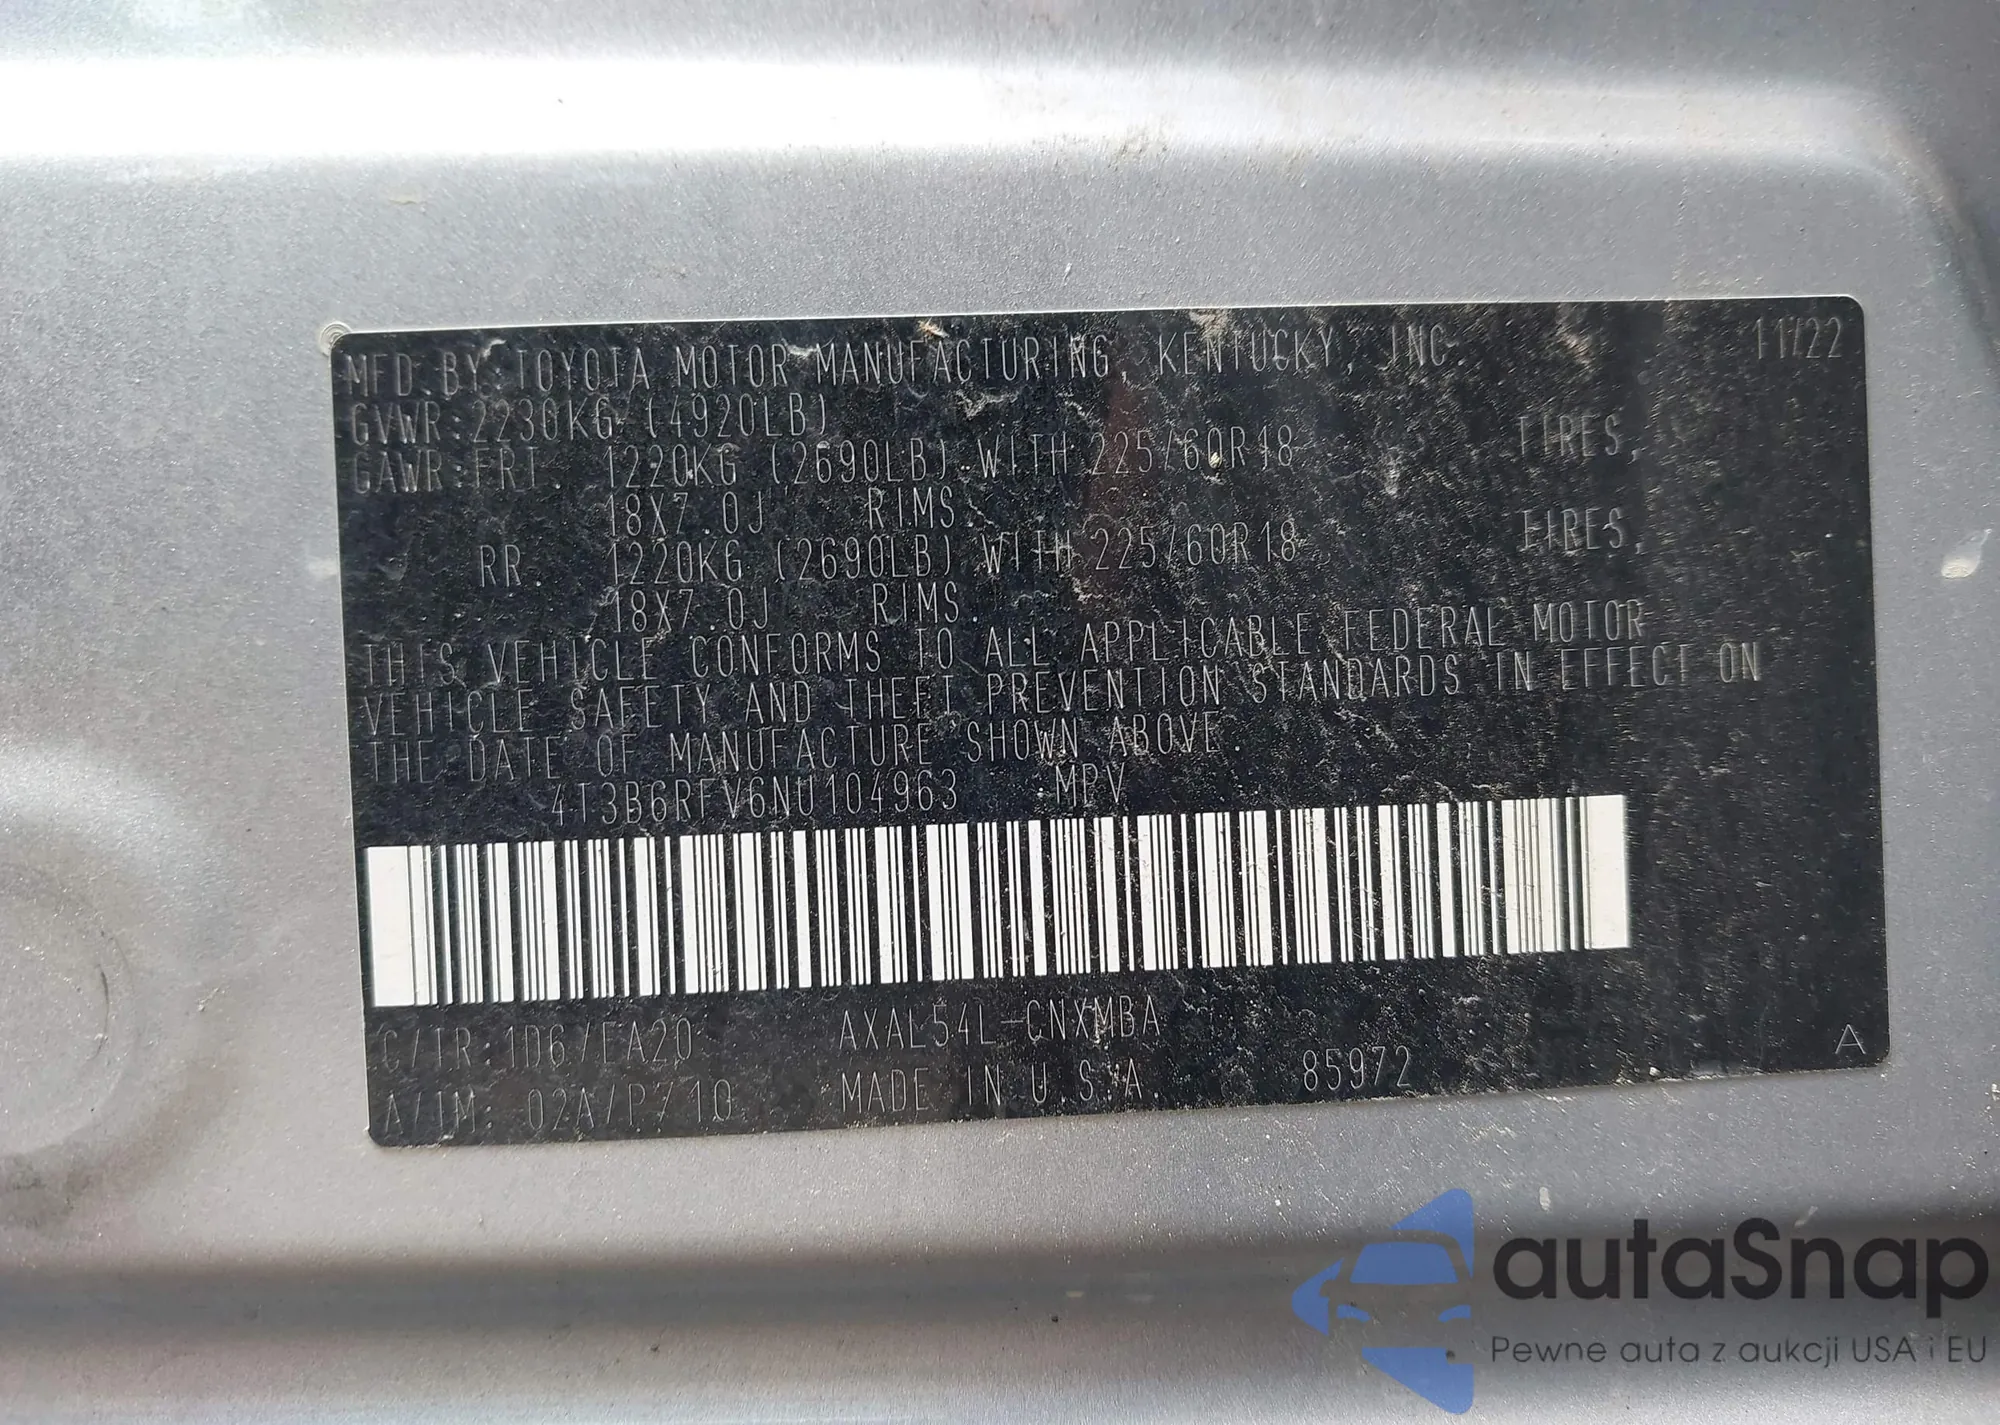 MFD.BY:TOYOTA MOTOR MANUFACTURING, KENTUCKY, INC. 11/22
GVWR:2230KG (4920LB)
GAWR:FRT. 1220KG (2690LB) WITH 225/60R18 TIRES,
18X7.0J RIMS
RR. 1220KG (2690LB) WITH 225/60R18 TIRES,
18X7.0J RIMS
THIS VEHICLE CONFORMS TO ALL APPLICABLE FEDERAL MOTOR
VEHICLE SAFETY AND THEFT PREVENTION STANDARDS IN EFFECT ON
THE DATE OF MANUFACTURE SHOWN ABOVE.
4T3B6RFV6NU104963 MPV
C/TR:1D6/EA20 AXAL54L-CNXMBA
A/TM: 02A/P710 MADE IN U.S.A. 85972 A
autaSnap
Pewne auta z aukcji USA i EU